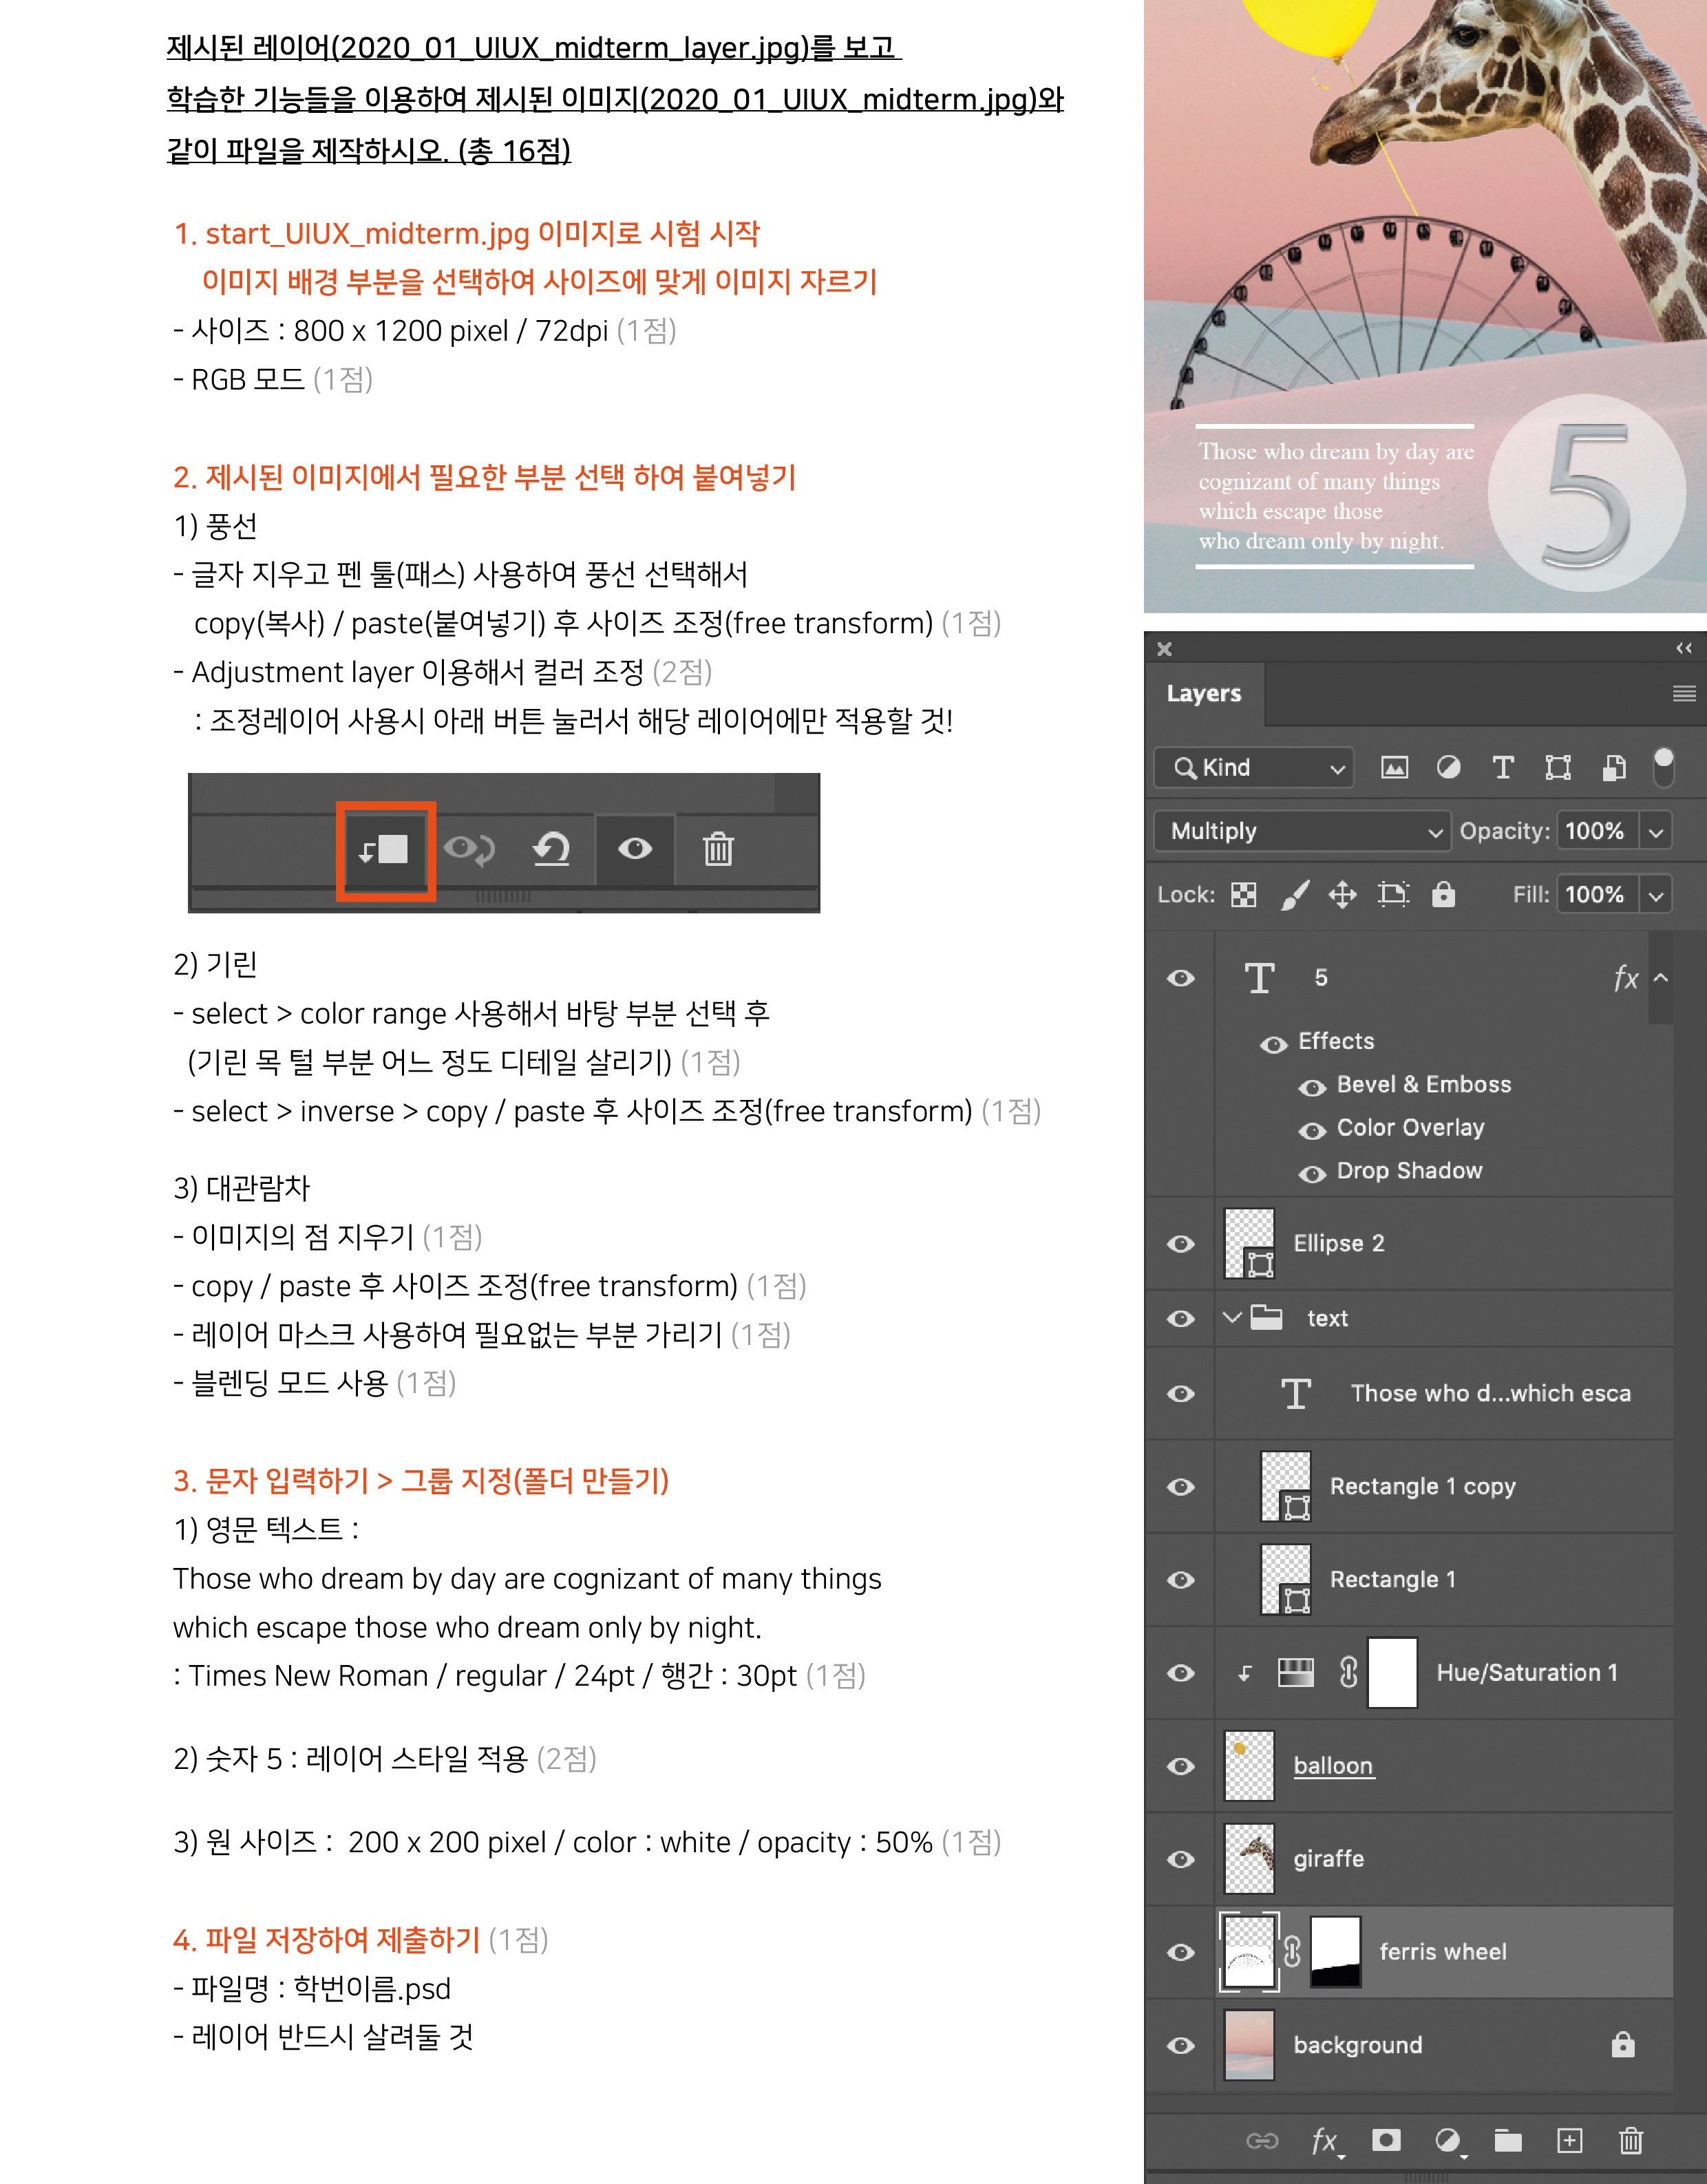 제시된 레이어(2020_01_UIUX_midterm_layer.jpg)를 보고
학습한 기능들을 이용하여 제시된 이미지(2020_01_UIUX_midterm.jpg)와
같이 파일을 제작하시오. (총 16점)
1. start_UIUX_midterm.jpg 이미지로 시험 시작
이미지 배경 부분을 선택하여 사이즈에 맞게 이미지 자르기
- 사이즈 : 800 x 1200 pixel / 72dpi (1점)
- RGB 모드 (1점)
2. 제시된 이미지에서 필요한 부분 선택 하여 붙여넣기
1) 풍선
- 글자 지우고 펜 툴(패스) 사용하여 풍선 선택해서
copy(복사) / paste(붙여넣기) 후 사이즈 조정(free transform) (1점)
- Adjustment layer 이용해서 컬러 조정 (2점)
: 조정레이어 사용시 아래 버튼 눌러서 해당 레이어에만 적용할 것!
2) 기린
- select > color range 사용해서 바탕 부분 선택 후
(기린 목 털 부분 어느 정도 디테일 살리기) (1점)
- select > inverse > copy / paste 후 사이즈 조정(free transform) (1점)
3) 대관람차
- 이미지의 점 지우기 (1점)
- copy / paste 후 사이즈 조정(free transform) (1점)
- 레이어 마스크 사용하여 필요없는 부분 가리기 (1점)
- 블렌딩 모드 사용 (1점)
3. 문자 입력하기 > 그룹 지정(폴더 만들기)
1) 영문 텍스트 :
Those who dream by day are cognizant of many things
which escape those who dream only by night.
: Times New Roman / regular / 24pt / 행간 : 30pt (1점)
2) 숫자 5 : 레이어 스타일 적용 (2점)
3) 원 사이즈 : 200 x 200 pixel / color : white / opacity : 50% (1점)
4. 파일 저장하여 제출하기 (1점)
- 파일명 : 학번이름.psd
- 레이어 반드시 살려둘 것
Those who dream by day are
cognizant of many things
which escape those
who dream only by night.
5
Layers
Kind
Multiply Opacity: 100%
Lock: Fill: 100%
T 5 fx
Effects
Bevel & Emboss
Color Overlay
Drop Shadow
Ellipse 2
text
T Those who d...which esca
Rectangle 1 copy
Rectangle 1
Hue/Saturation 1
balloon
giraffe
ferris wheel
background
fx